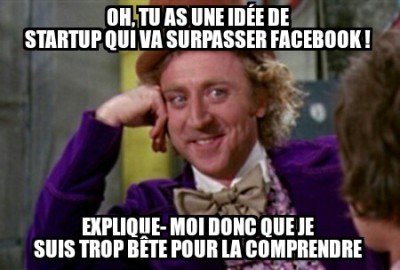 OH, TU AS UNE IDÉE DE
STARTUP QUI VA SURPASSER FACEBOOK !
EXPLIQUE- MOI DONC QUE JE
SUIS TROP BÊTE POUR LA COMPRENDRE